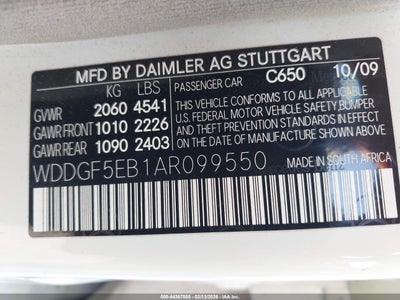 MFD BY DAIMLER AG STUTTGART
KG LBS PASSENGER CAR C650 10/09
GVWR 2060 4541
GAWR FRONT 1010 2226
GAWR REAR 1090 2403
THIS VEHICLE CONFORMS TO ALL APPLICABLE
U.S. FEDERAL MOTOR VEHICLE SAFETY, BUMPER
AND THEFT PREVENTION STANDARDS IN EFFECT ON THE
DATE OF MANUFACTURE SHOWN ABOVE.
WDDGF5EB1AR099550
MADE IN SOUTH AFRICA